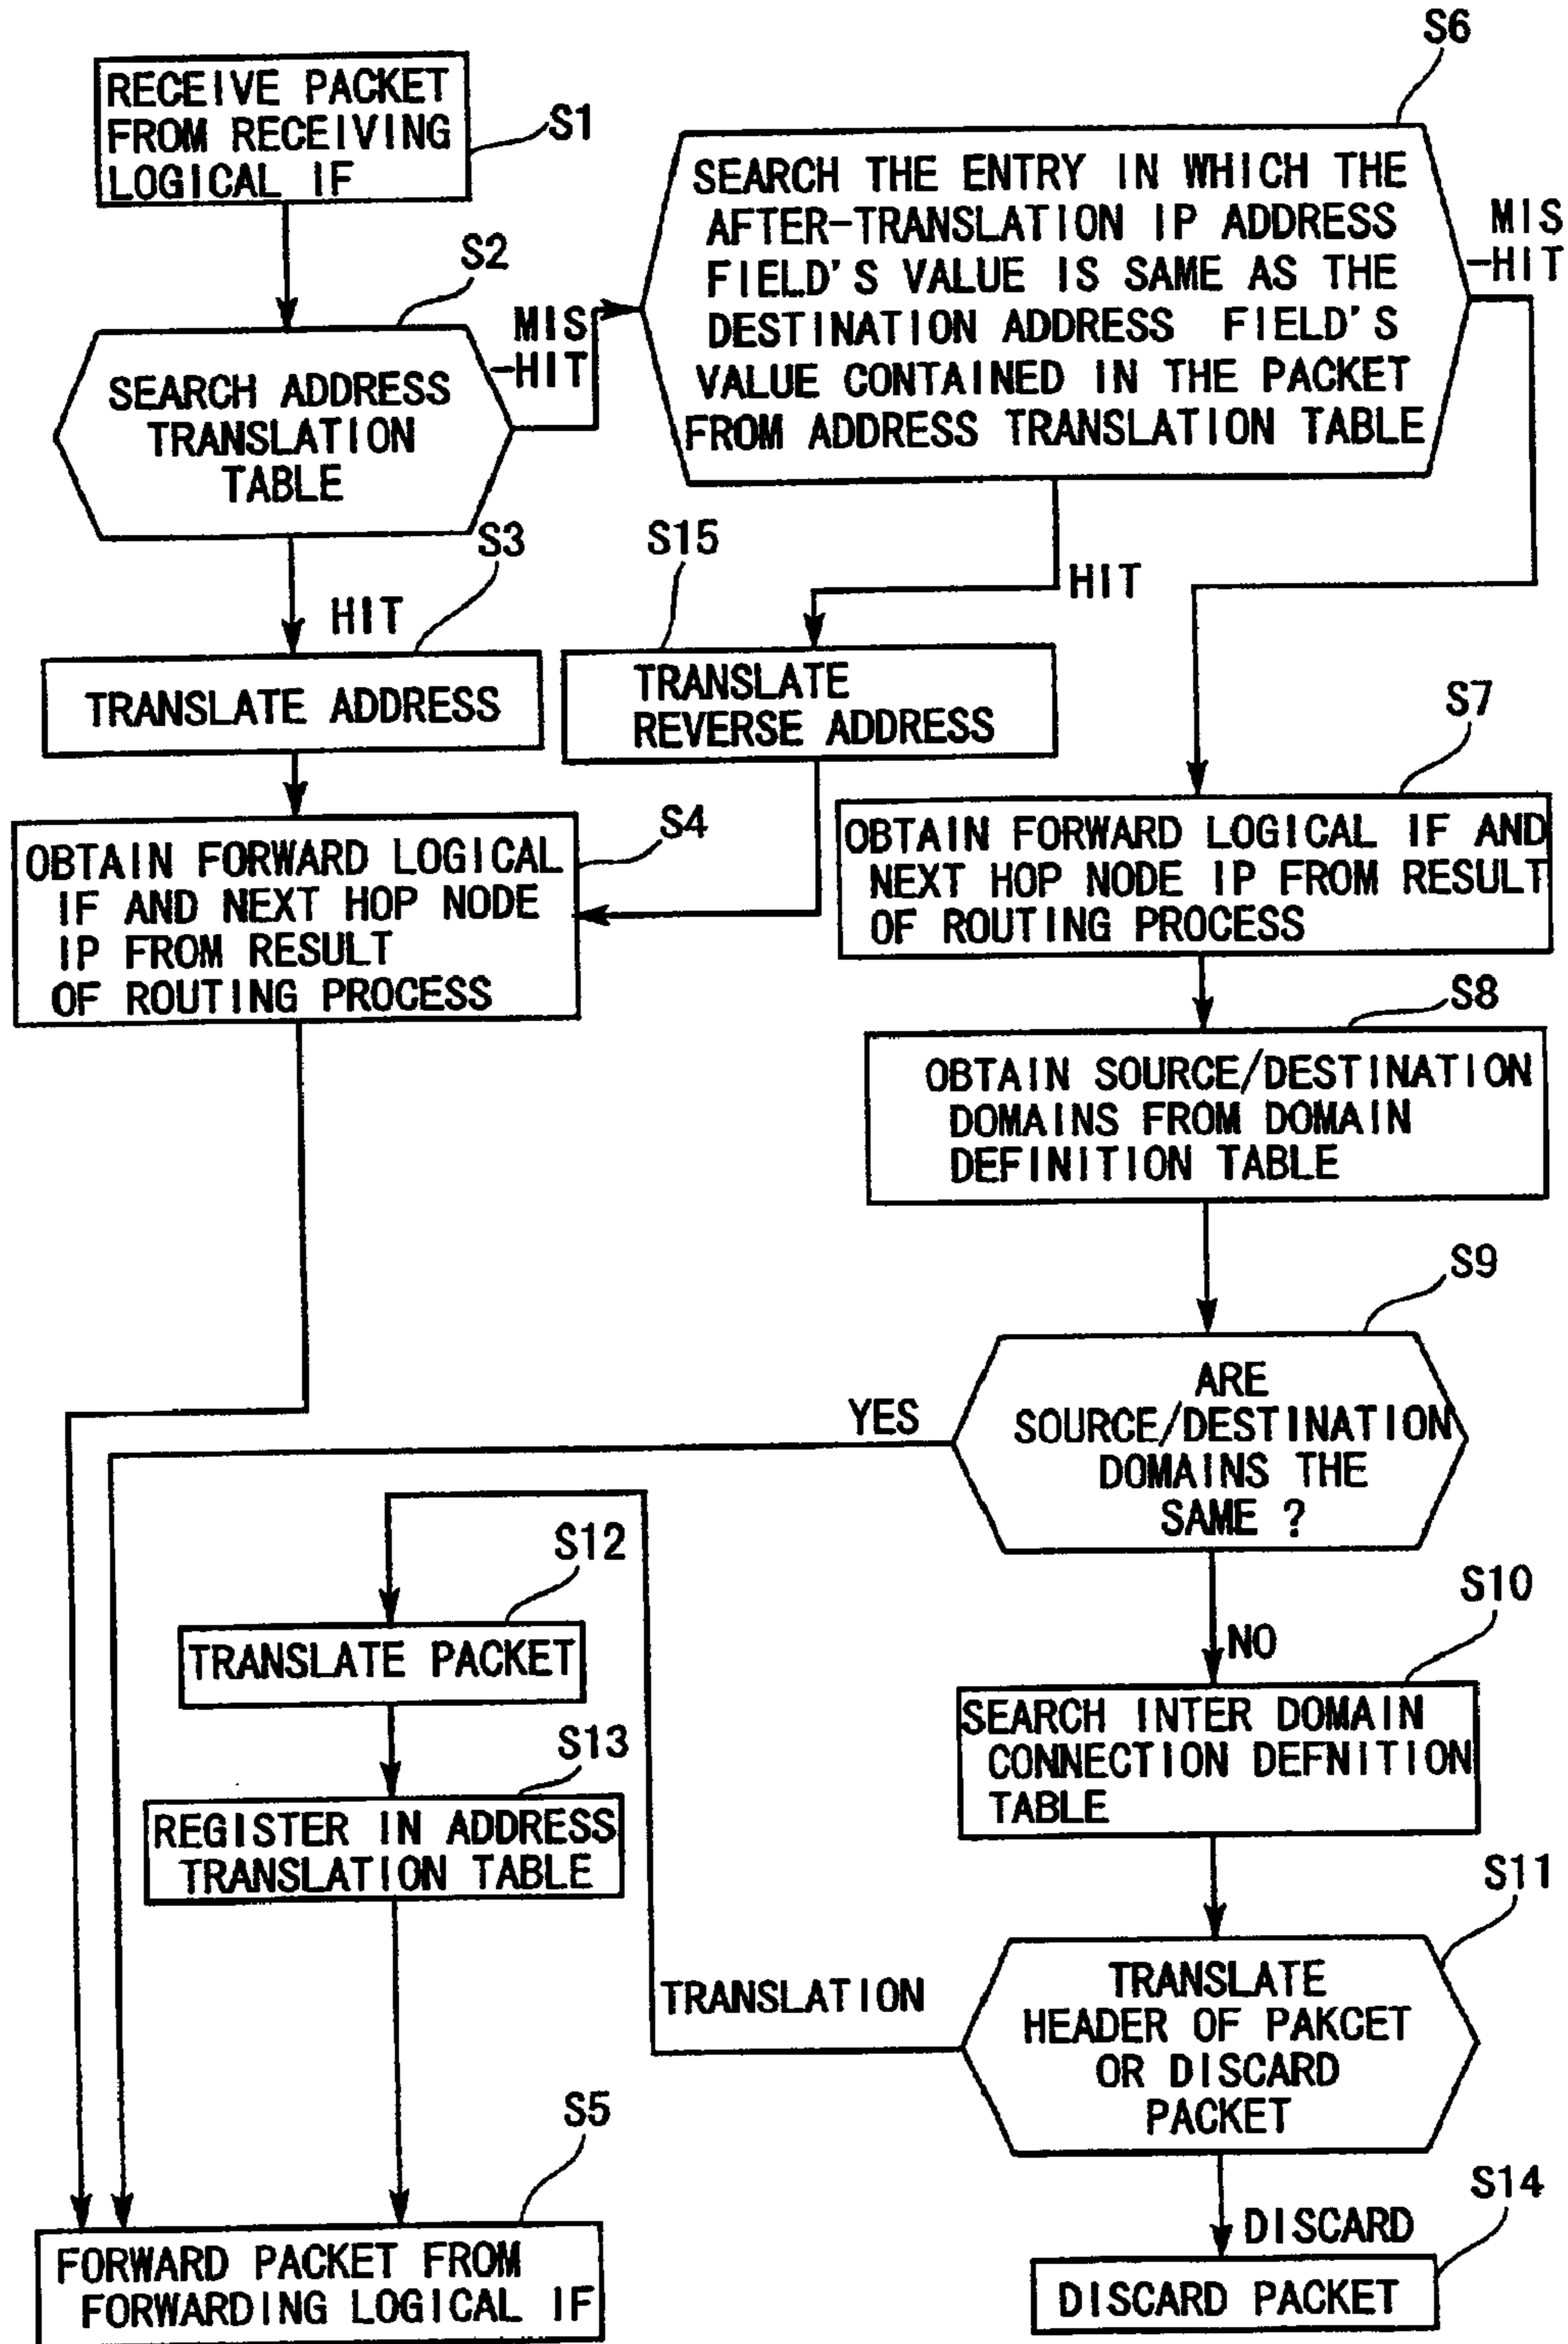 RECEIVE PACKET
FROM RECEIVING
LOGICAL IF
S1
S2
SEARCH ADDRESS
TRANSLATION
TABLE
MIS
-HIT
HIT
S6
SEARCH THE ENTRY IN WHICH THE
AFTER-TRANSLATION IP ADDRESS
FIELD'S VALUE IS SAME AS THE
DESTINATION ADDRESS FIELD'S
VALUE CONTAINED IN THE PACKET
FROM ADDRESS TRANSLATION TABLE
MIS
-HIT
HIT
S3
TRANSLATE ADDRESS
S15
TRANSLATE
REVERSE ADDRESS
S4
OBTAIN FORWARD LOGICAL
IF AND NEXT HOP NODE
IP FROM RESULT
OF ROUTING PROCESS
S7
OBTAIN FORWARD LOGICAL IF AND
NEXT HOP NODE IP FROM RESULT
OF ROUTING PROCESS
S8
OBTAIN SOURCE/DESTINATION
DOMAINS FROM DOMAIN
DEFINITION TABLE
S9
ARE
SOURCE/DESTINATION
DOMAINS THE
SAME ?
YES
NO
S10
SEARCH INTER DOMAIN
CONNECTION DEFNITION
TABLE
S11
TRANSLATE
HEADER OF PAKCET
OR DISCARD
PACKET
TRANSLATION
DISCARD
S12
TRANSLATE PACKET
S13
REGISTER IN ADDRESS
TRANSLATION TABLE
S5
FORWARD PACKET FROM
FORWARDING LOGICAL IF
S14
DISCARD PACKET